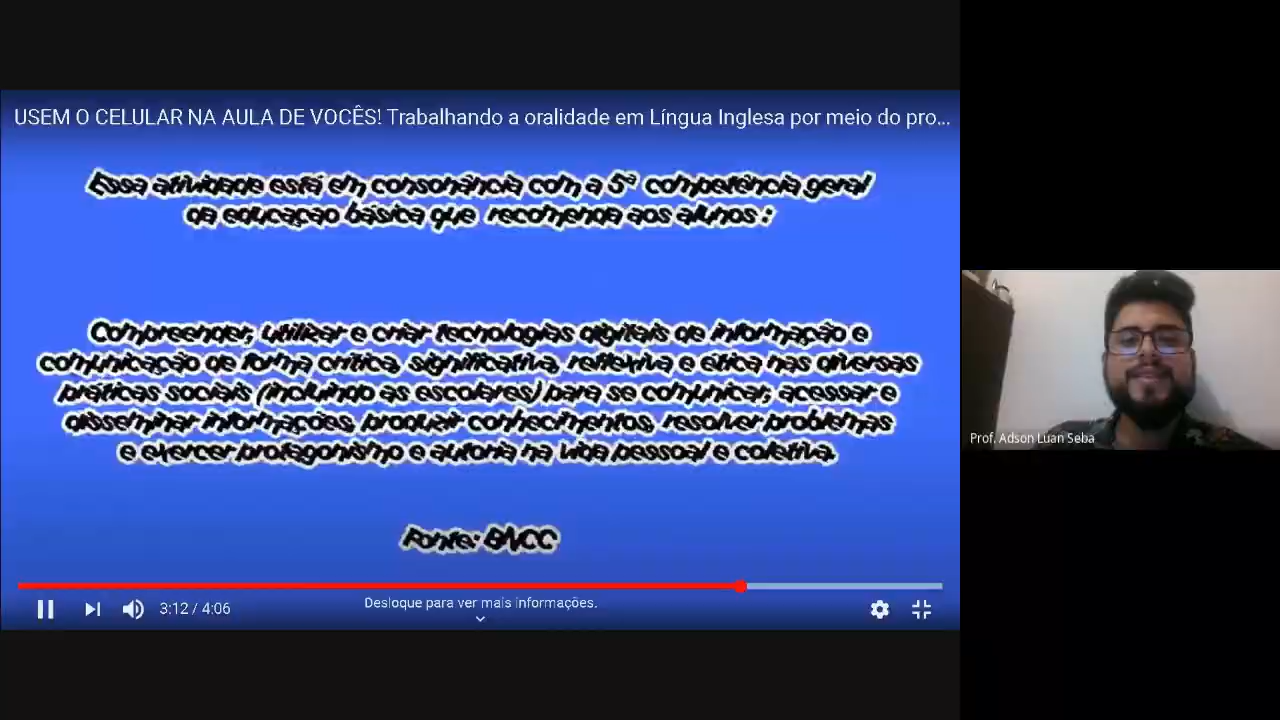 USEM O CELULAR NA AULA DE VOCÊS! Trabalhando a oralidade em Língua Inglesa por meio do pro...
Essa atividade está em consonância com a 5ª competência geral
da educação básica que recomenda aos alunos :
Compreender, utilizar e criar tecnologias digitais de informação e
comunicação de forma crítica, significativa, reflexiva e ética nas diversas
práticas sociais (incluindo as escolares) para se comunicar, acessar e
disseminar informações, produzir conhecimentos, resolver problemas
e exercer protagonismo e autoria na vida pessoal e coletiva.
Fonte: BNCC
3:12 / 4:06
Desloque para ver mais informações.
Prof. Adson Luan Seba